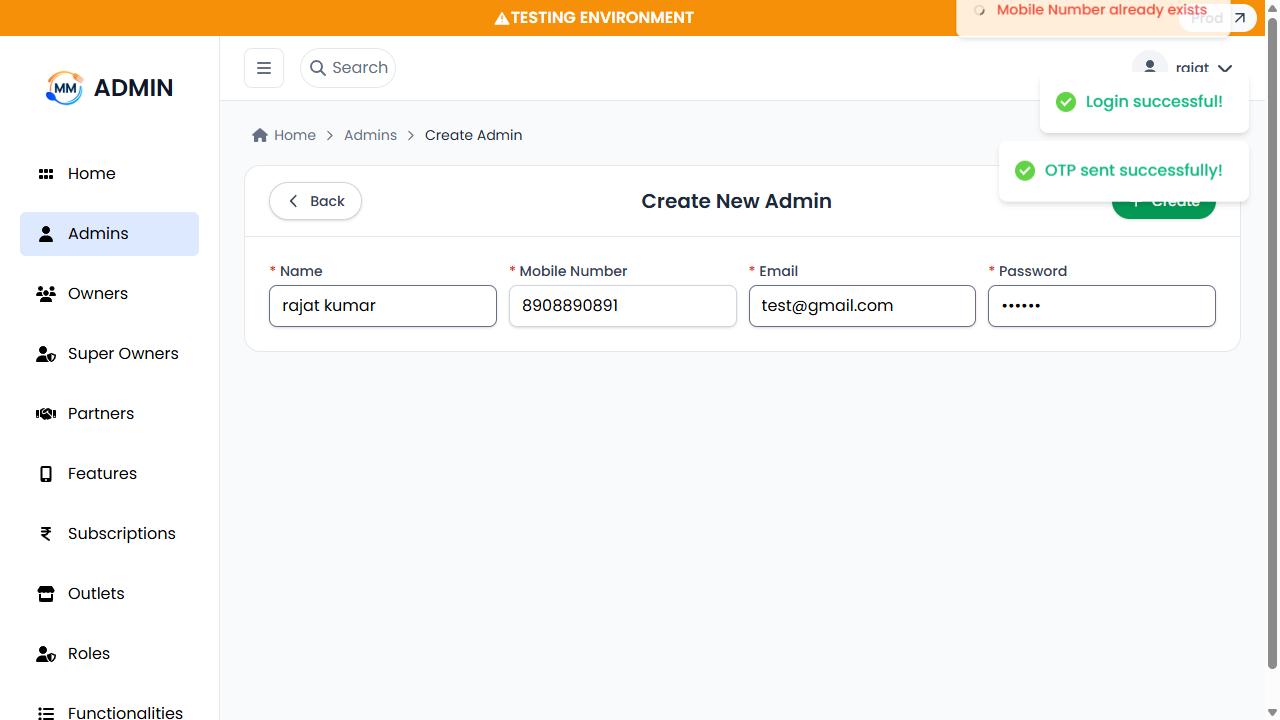 TESTING ENVIRONMENT
Mobile Number already exists
Prod
MM ADMIN
Search
rajat
Login successful!
Home
Admins
Create Admin
OTP sent successfully!
Back
Create New Admin
+ Create
* Name
* Mobile Number
* Email
* Password
rajat kumar
8908890891
test@gmail.com
••••••
Home
Admins
Owners
Super Owners
Partners
Features
Subscriptions
Outlets
Roles
Functionalities